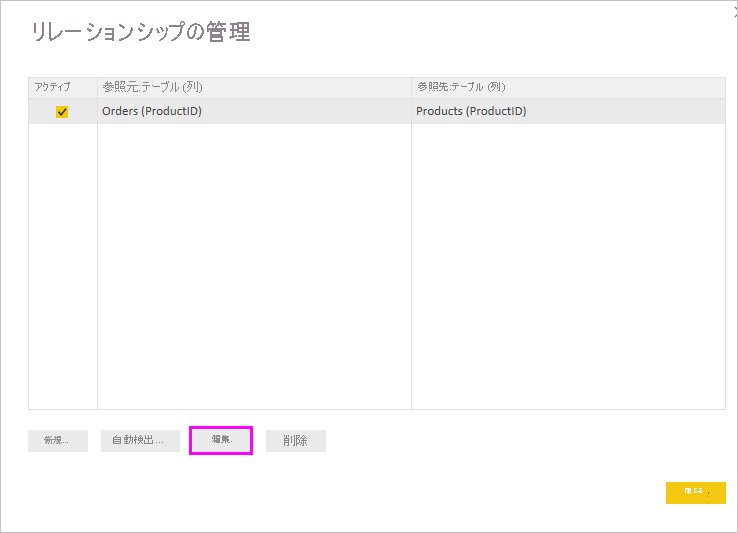 リレーションシップの管理
アクティブ 参照元:テーブル (列) 参照先:テーブル (列)
Orders (ProductID) Products (ProductID)
新規... 自動検出... 編集. 削除
閉じる